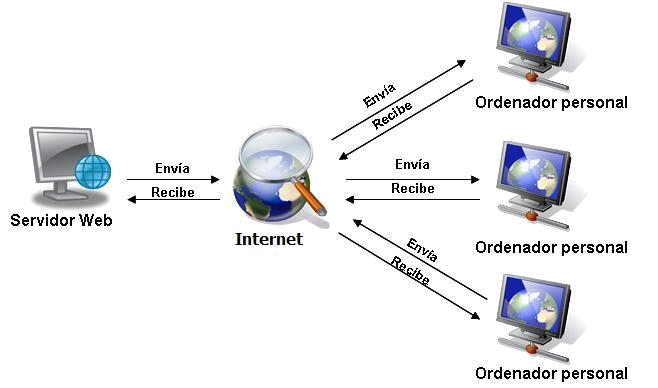 Envía
Recibe
Ordenador personal
Envía
Recibe
Servidor Web
Internet
Envía
Recibe
Ordenador personal
Envía
Recibe
Ordenador personal